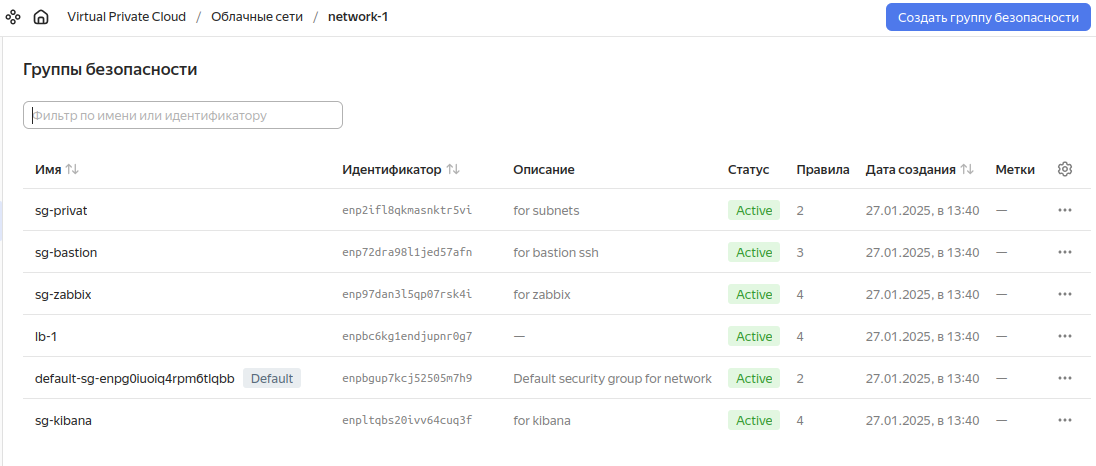 Virtual Private Cloud / Облачные сети / network-1 Создать группу безопасности
Группы безопасности
Фильтр по имени или идентификатору
Имя Идентификатор Описание Статус Правила Дата создания Метки
sg-privat enp2ifl8qkmasnktr5vi for subnets Active 2 27.01.2025, в 13:40 —
sg-bastion enp72dra98l1jed57afn for bastion ssh Active 3 27.01.2025, в 13:40 —
sg-zabbix enp97dan3l5qp07rsk4i for zabbix Active 4 27.01.2025, в 13:40 —
lb-1 enpbc6kg1endjupnr0g7 — Active 4 27.01.2025, в 13:40 —
default-sg-enpg0iuoiq4rpm6tlqbb Default enpbgup7kcj52505m7h9 Default security group for network Active 2 27.01.2025, в 13:40 —
sg-kibana enpltqbs20ivv64cuq3f for kibana Active 4 27.01.2025, в 13:40 —